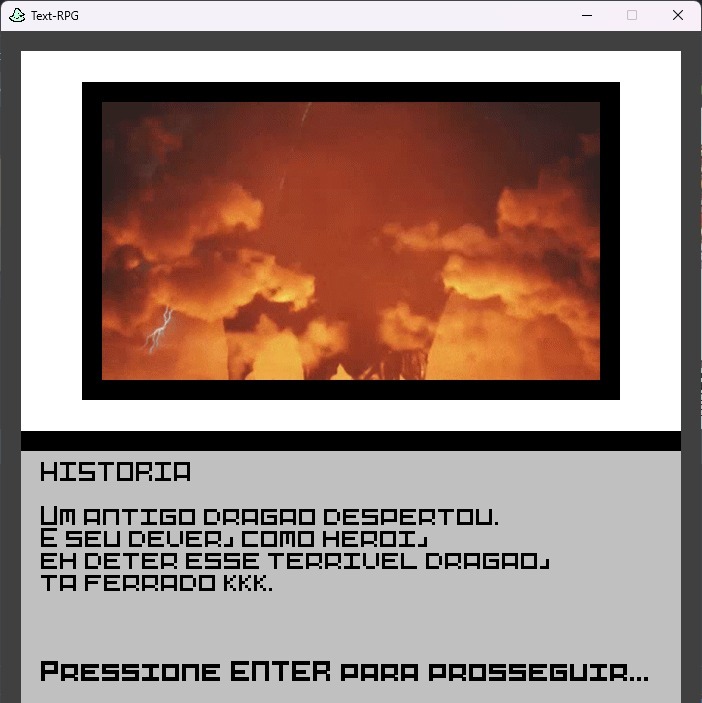 Text-RPG
HISTORIA
Um antigo dragao despertou.
E seu dever, como heroi,
eh deter esse terrivel dragao,
ta ferrado kkk.
Pressione ENTER para prosseguir...